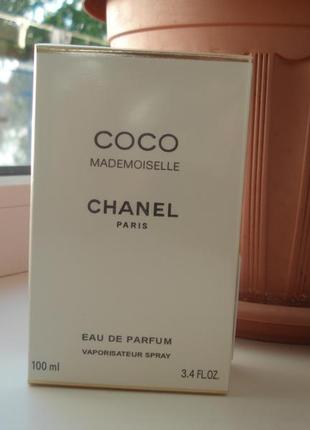 COCO
MADEMOISELLE
CHANEL
PARIS
EAU DE PARFUM
VAPORISATEUR SPRAY
100 ml 3.4 FL.OZ.